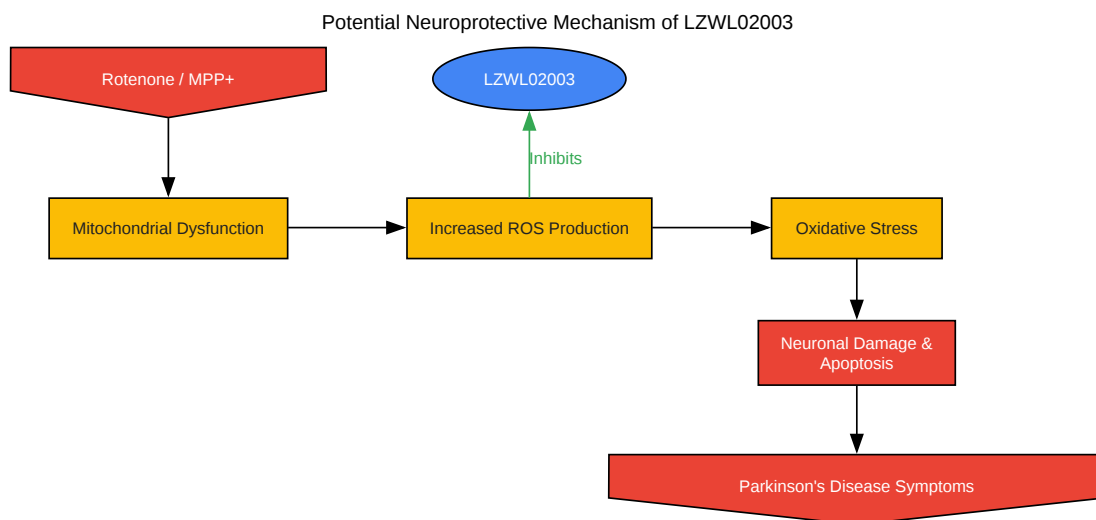 Potential Neuroprotective Mechanism of LZWL02003
Rotenone / MPP+
LZWL02003
Inhibits
Mitochondrial Dysfunction
Increased ROS Production
Oxidative Stress
Neuronal Damage &
Apoptosis
Parkinson's Disease Symptoms